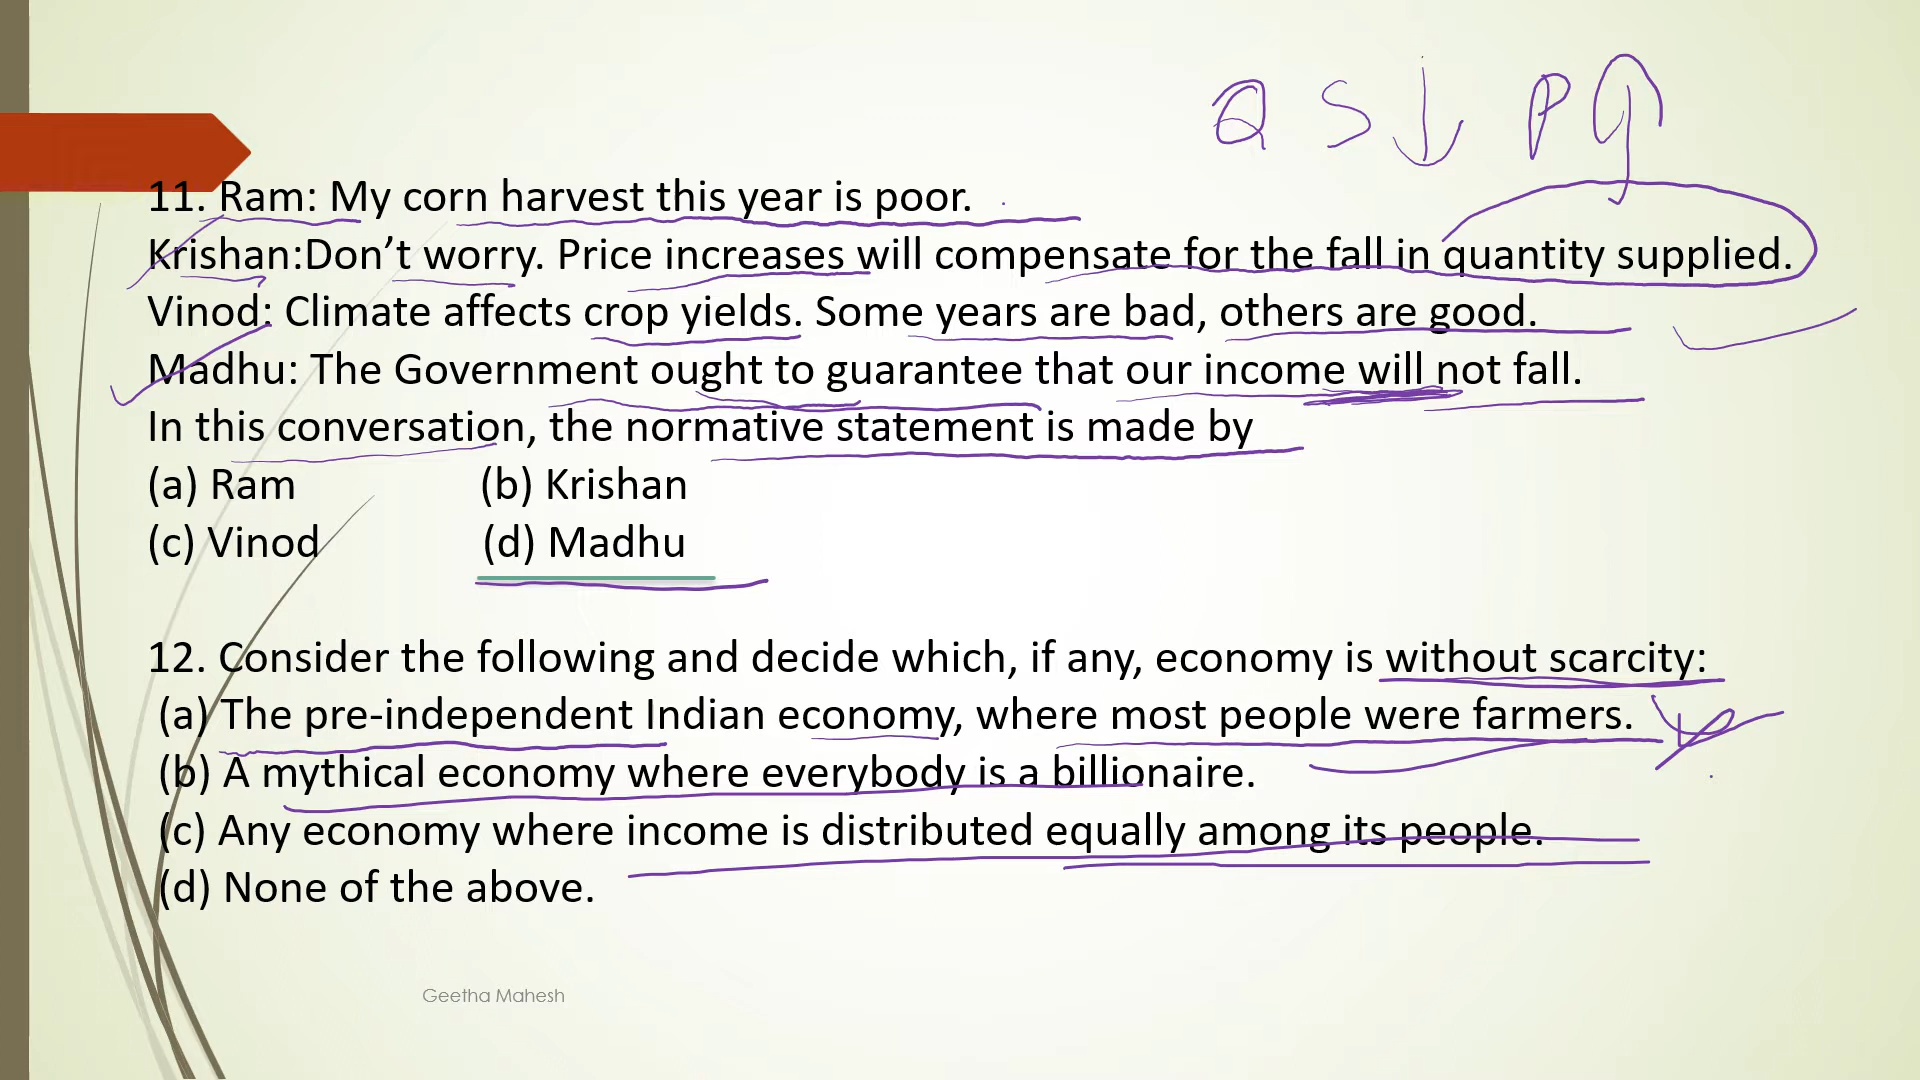 Q S ↓ P ↑
11. Ram: My corn harvest this year is poor.
Krishan:Don’t worry. Price increases will compensate for the fall in quantity supplied.
Vinod: Climate affects crop yields. Some years are bad, others are good.
Madhu: The Government ought to guarantee that our income will not fall.
In this conversation, the normative statement is made by
(a) Ram (b) Krishan
(c) Vinod (d) Madhu
12. Consider the following and decide which, if any, economy is without scarcity:
(a) The pre-independent Indian economy, where most people were farmers.
(b) A mythical economy where everybody is a billionaire.
(c) Any economy where income is distributed equally among its people.
(d) None of the above.
Geetha Mahesh